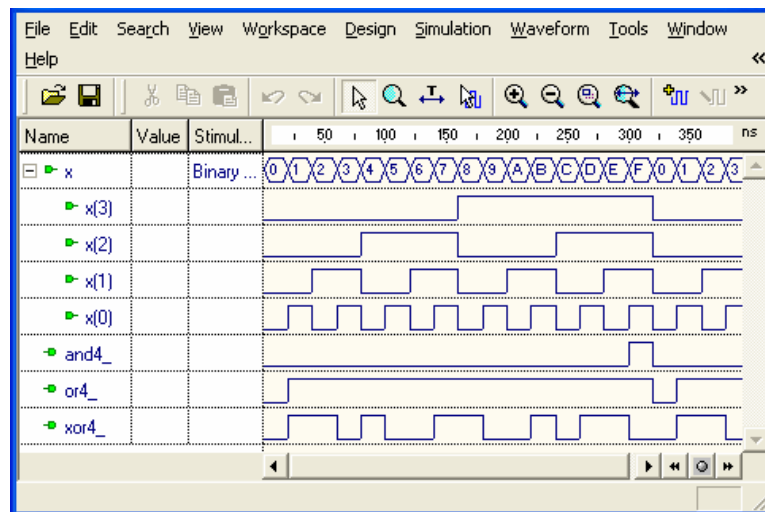 File Edit Search View Workspace Design Simulation Waveform Tools Window
Help
Name Value Stimul... 50 100 150 200 250 300 350 ns
x Binary ... 0 1 2 3 4 5 6 7 8 9 A B C D E F 0 1 2 3
x(3)
x(2)
x(1)
x(0)
and4_
or4_
xor4_